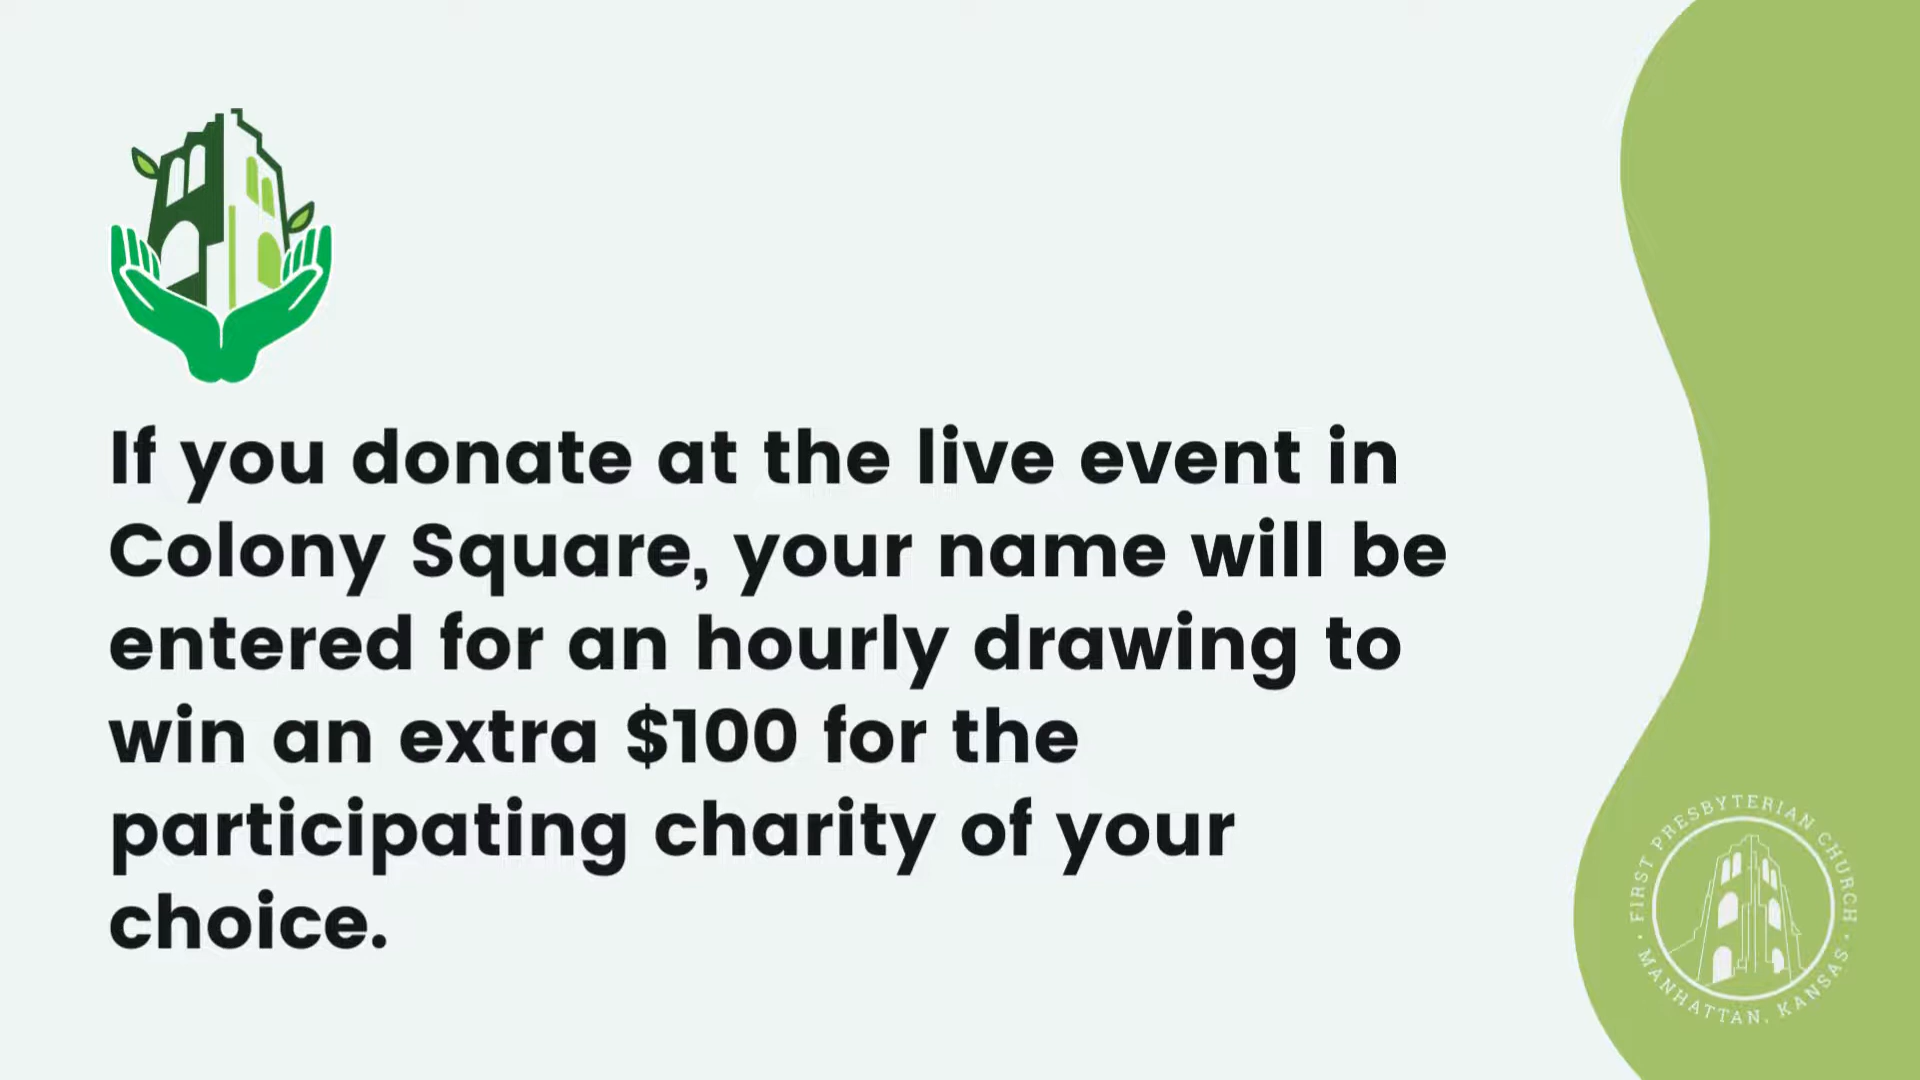 If you donate at the live event in
Colony Square, your name will be
entered for an hourly drawing to
win an extra $100 for the
participating charity of your
choice.
• FIRST PRESBYTERIAN CHURCH •
MANHATTAN, KANSAS